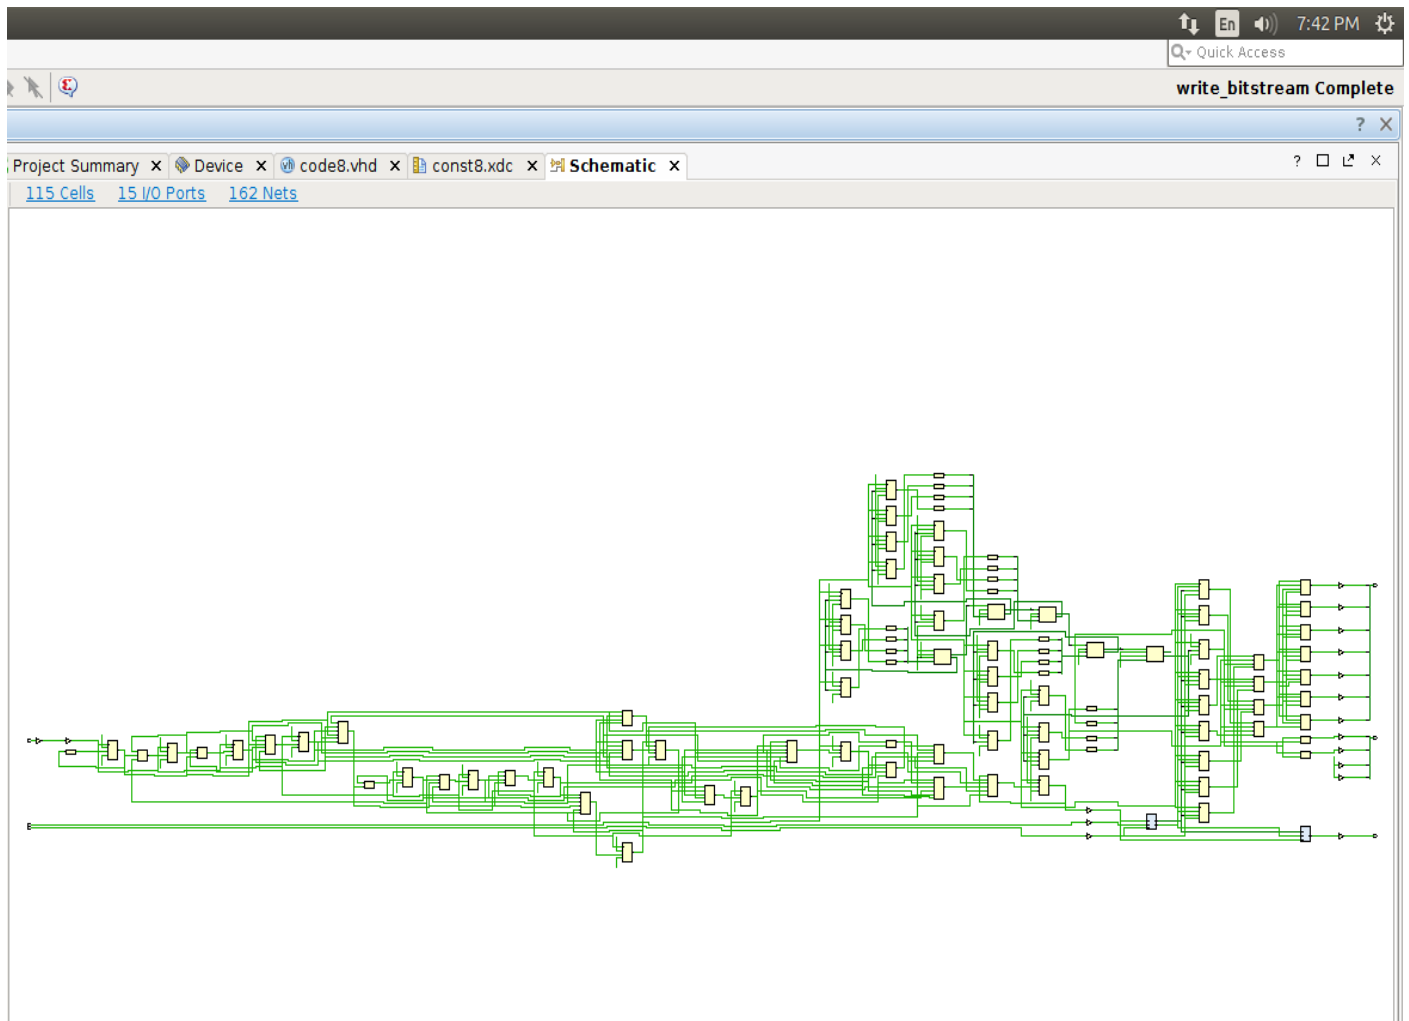 En 7:42 PM
Quick Access
write_bitstream Complete
? X
Project Summary X Device X code8.vhd X const8.xdc X Schematic X ?
115 Cells 15 I/O Ports 162 Nets